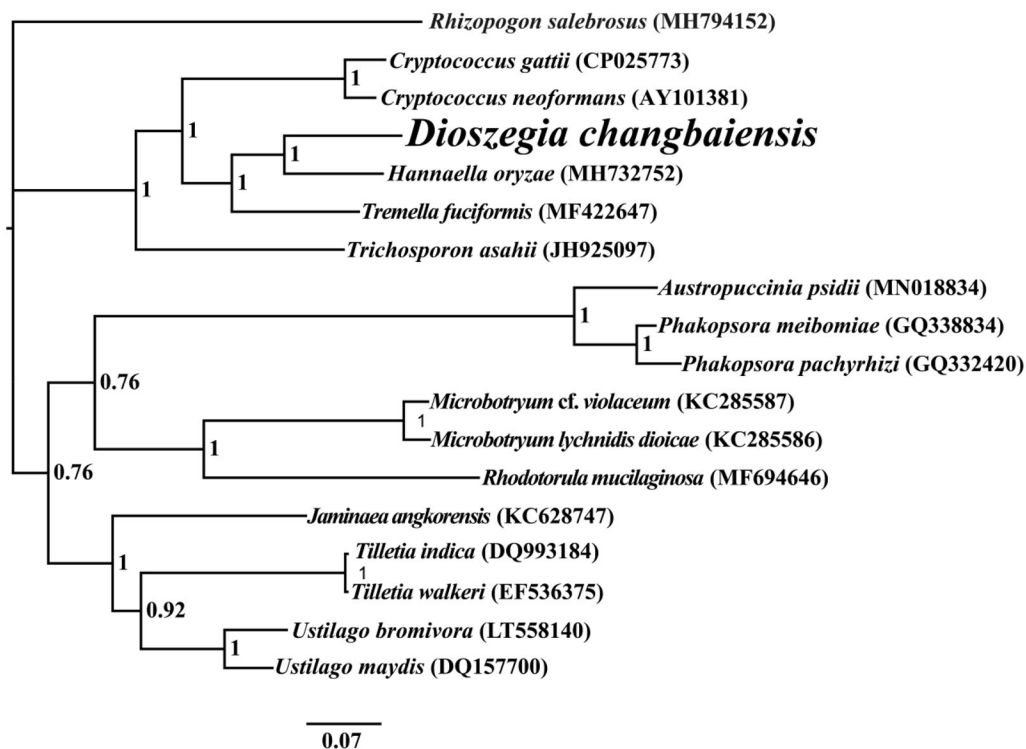 Rhizopogon salebrosus (MH794152)
Cryptococcus gattii (CP025773)
1
Cryptococcus neoformans (AY101381)
1
Dioszegia changbaiensis
1
Hannaella oryzae (MH732752)
1
1
Tremella fuciformis (MF422647)
Trichosporon asahii (JH925097)
Austropuccinia psidii (MN018834)
1
Phakopsora meibomiae (GQ338834)
1
Phakopsora pachyrhizi (GQ332420)
0.76
Microbotryum cf. violaceum (KC285587)
1
Microbotryum lychnidis dioicae (KC285586)
1
0.76
Rhodotorula mucilaginosa (MF694646)
Jaminaea angkorensis (KC628747)
Tilletia indica (DQ993184)
1
1
Tilletia walkeri (EF536375)
0.92
Ustilago bromivora (LT558140)
1
Ustilago maydis (DQ157700)
0.07